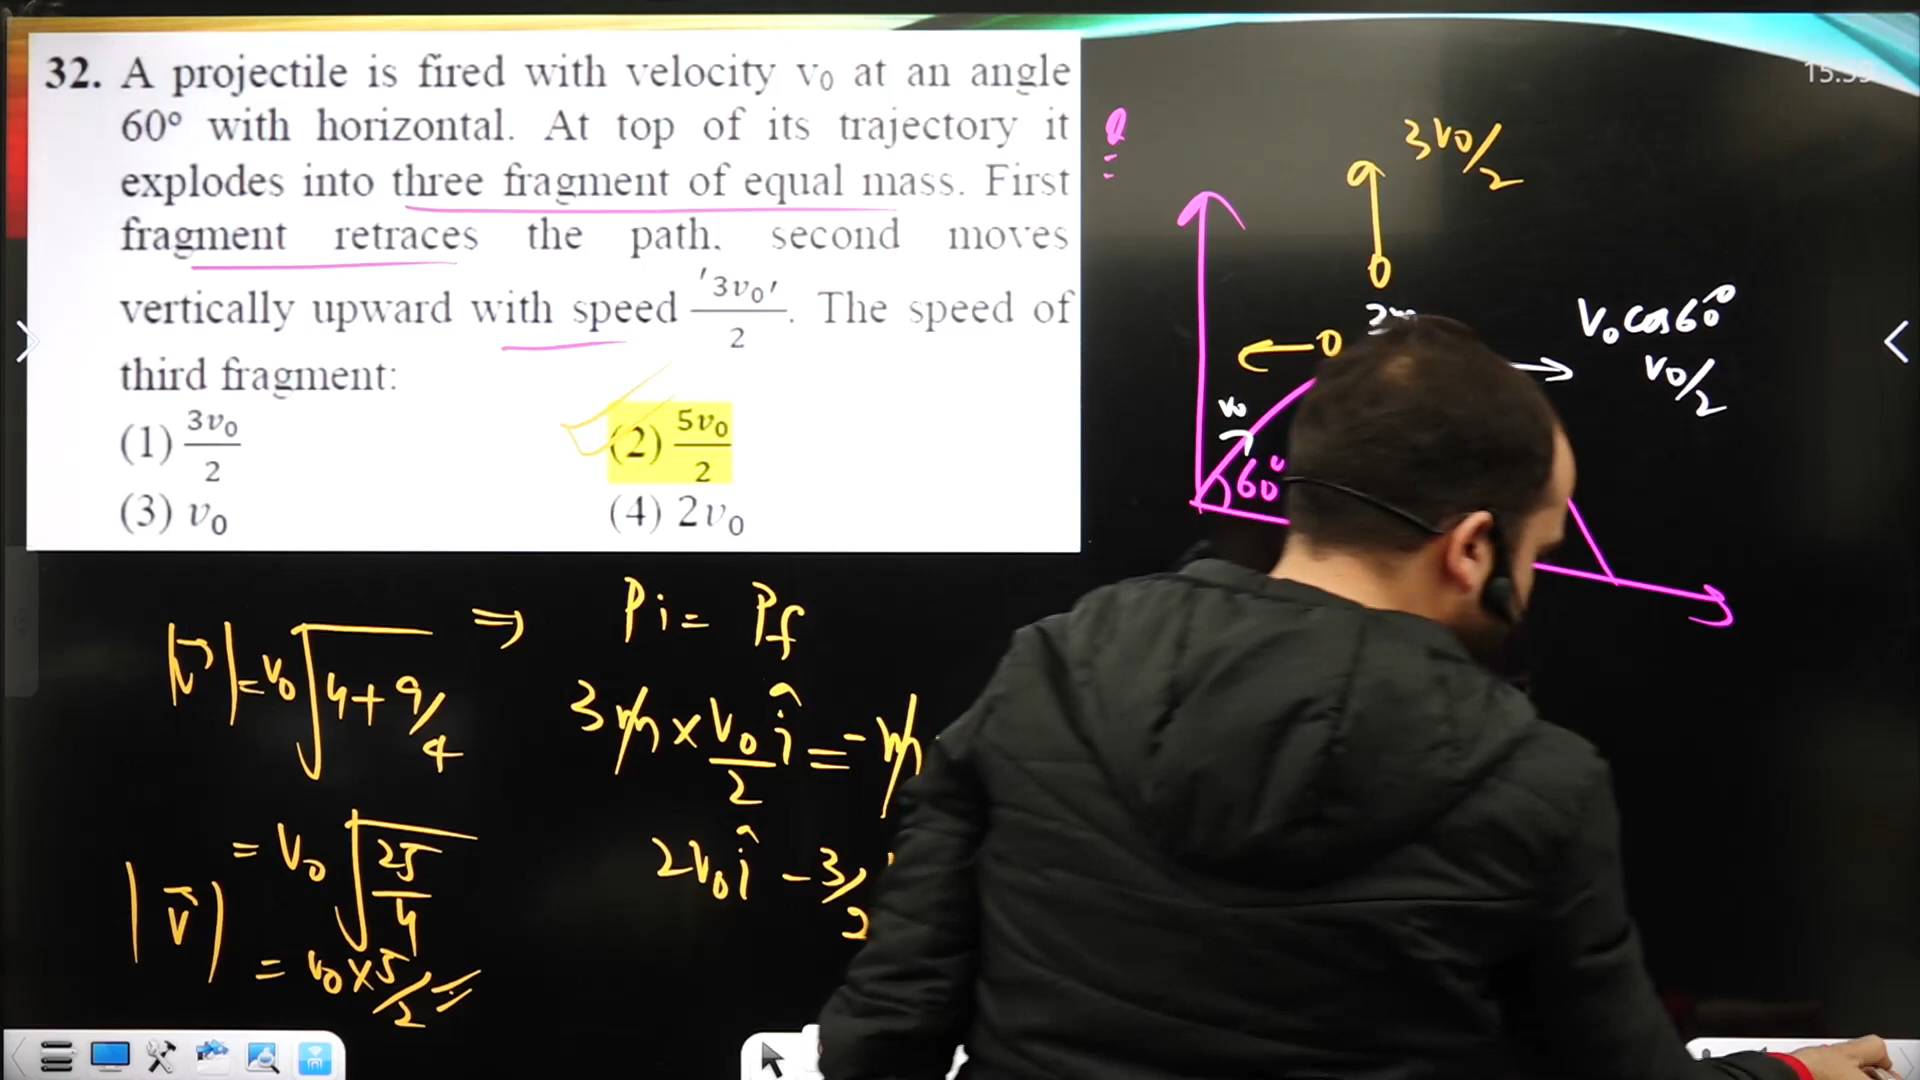 32. A projectile is fired with velocity v₀ at an angle
60° with horizontal. At top of its trajectory it
explodes into three fragment of equal mass. First
fragment retraces the path. second moves
vertically upward with speed '3v₀'/2. The speed of
third fragment:
(1) 3v₀/2 (2) 5v₀/2
(3) v₀ (4) 2v₀
3v₀/2
V₀ cos60°
v₀/2
v₀
60°
⇒ Pi = Pf
3m × V₀/2 î = -m
2v₀î - 3/2
|v⃗| = v₀√4+9/4
= v₀√25/4
|v⃗|
= v₀×5/2